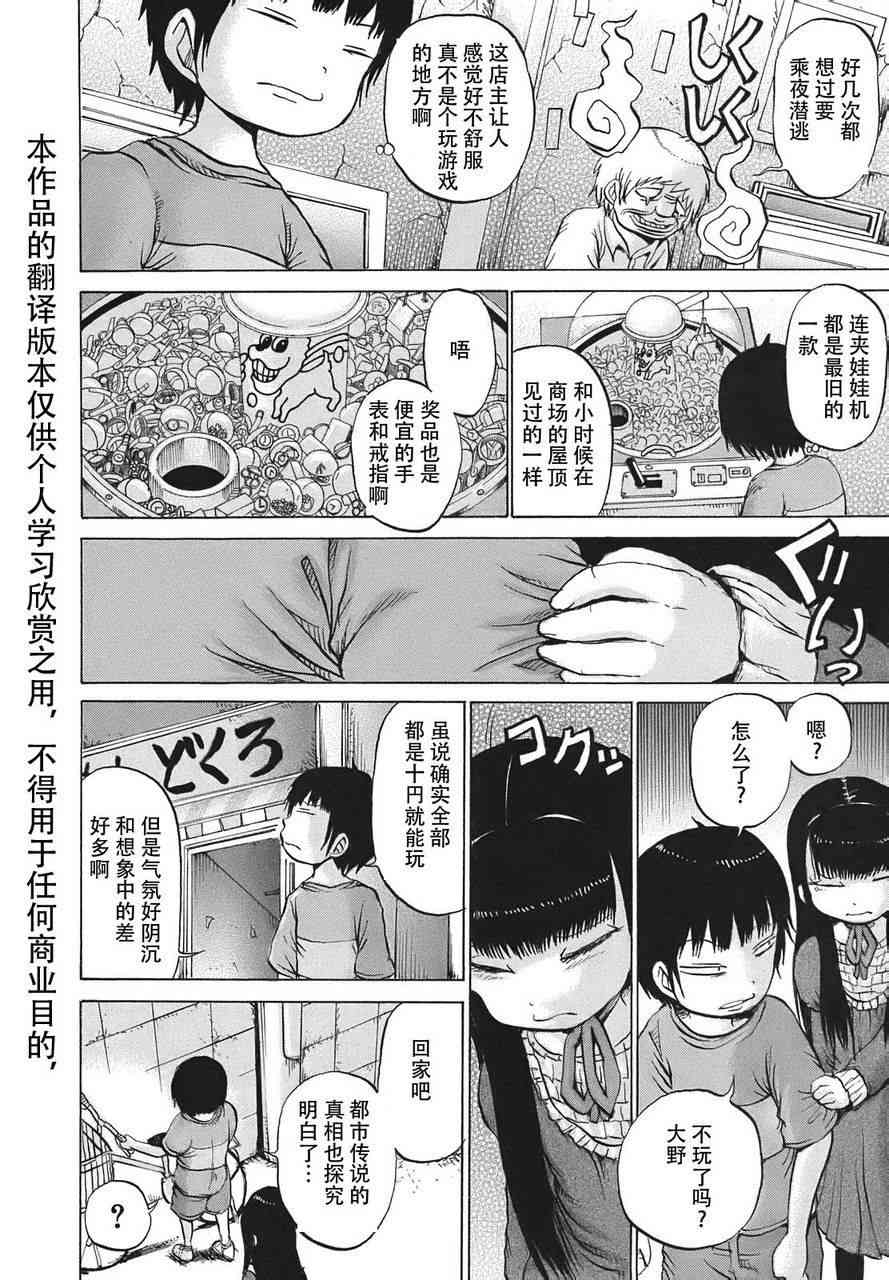 好几次都
想过要
乘夜潜逃
しくしく
这店主让人
感觉好不舒服
真不是个玩游戏
的地方啊
连夹娃娃机
都是最旧的
一款
和小时候在
商场的屋顶
见过的一样
唔
奖品也是
便宜的手
表和戒指啊
ぐいっ
嗯?
怎么了?
不玩了吗?
大野
コクッ
どくろ
虽说确实全部
都是十円就能玩
但是气氛好阴沉
和想象中的差
好多啊
回家吧
都市传说的
真相也探究
明白了…
?
本作品的翻译版本仅供个人学习欣赏之用,不得用于任何商业目的,